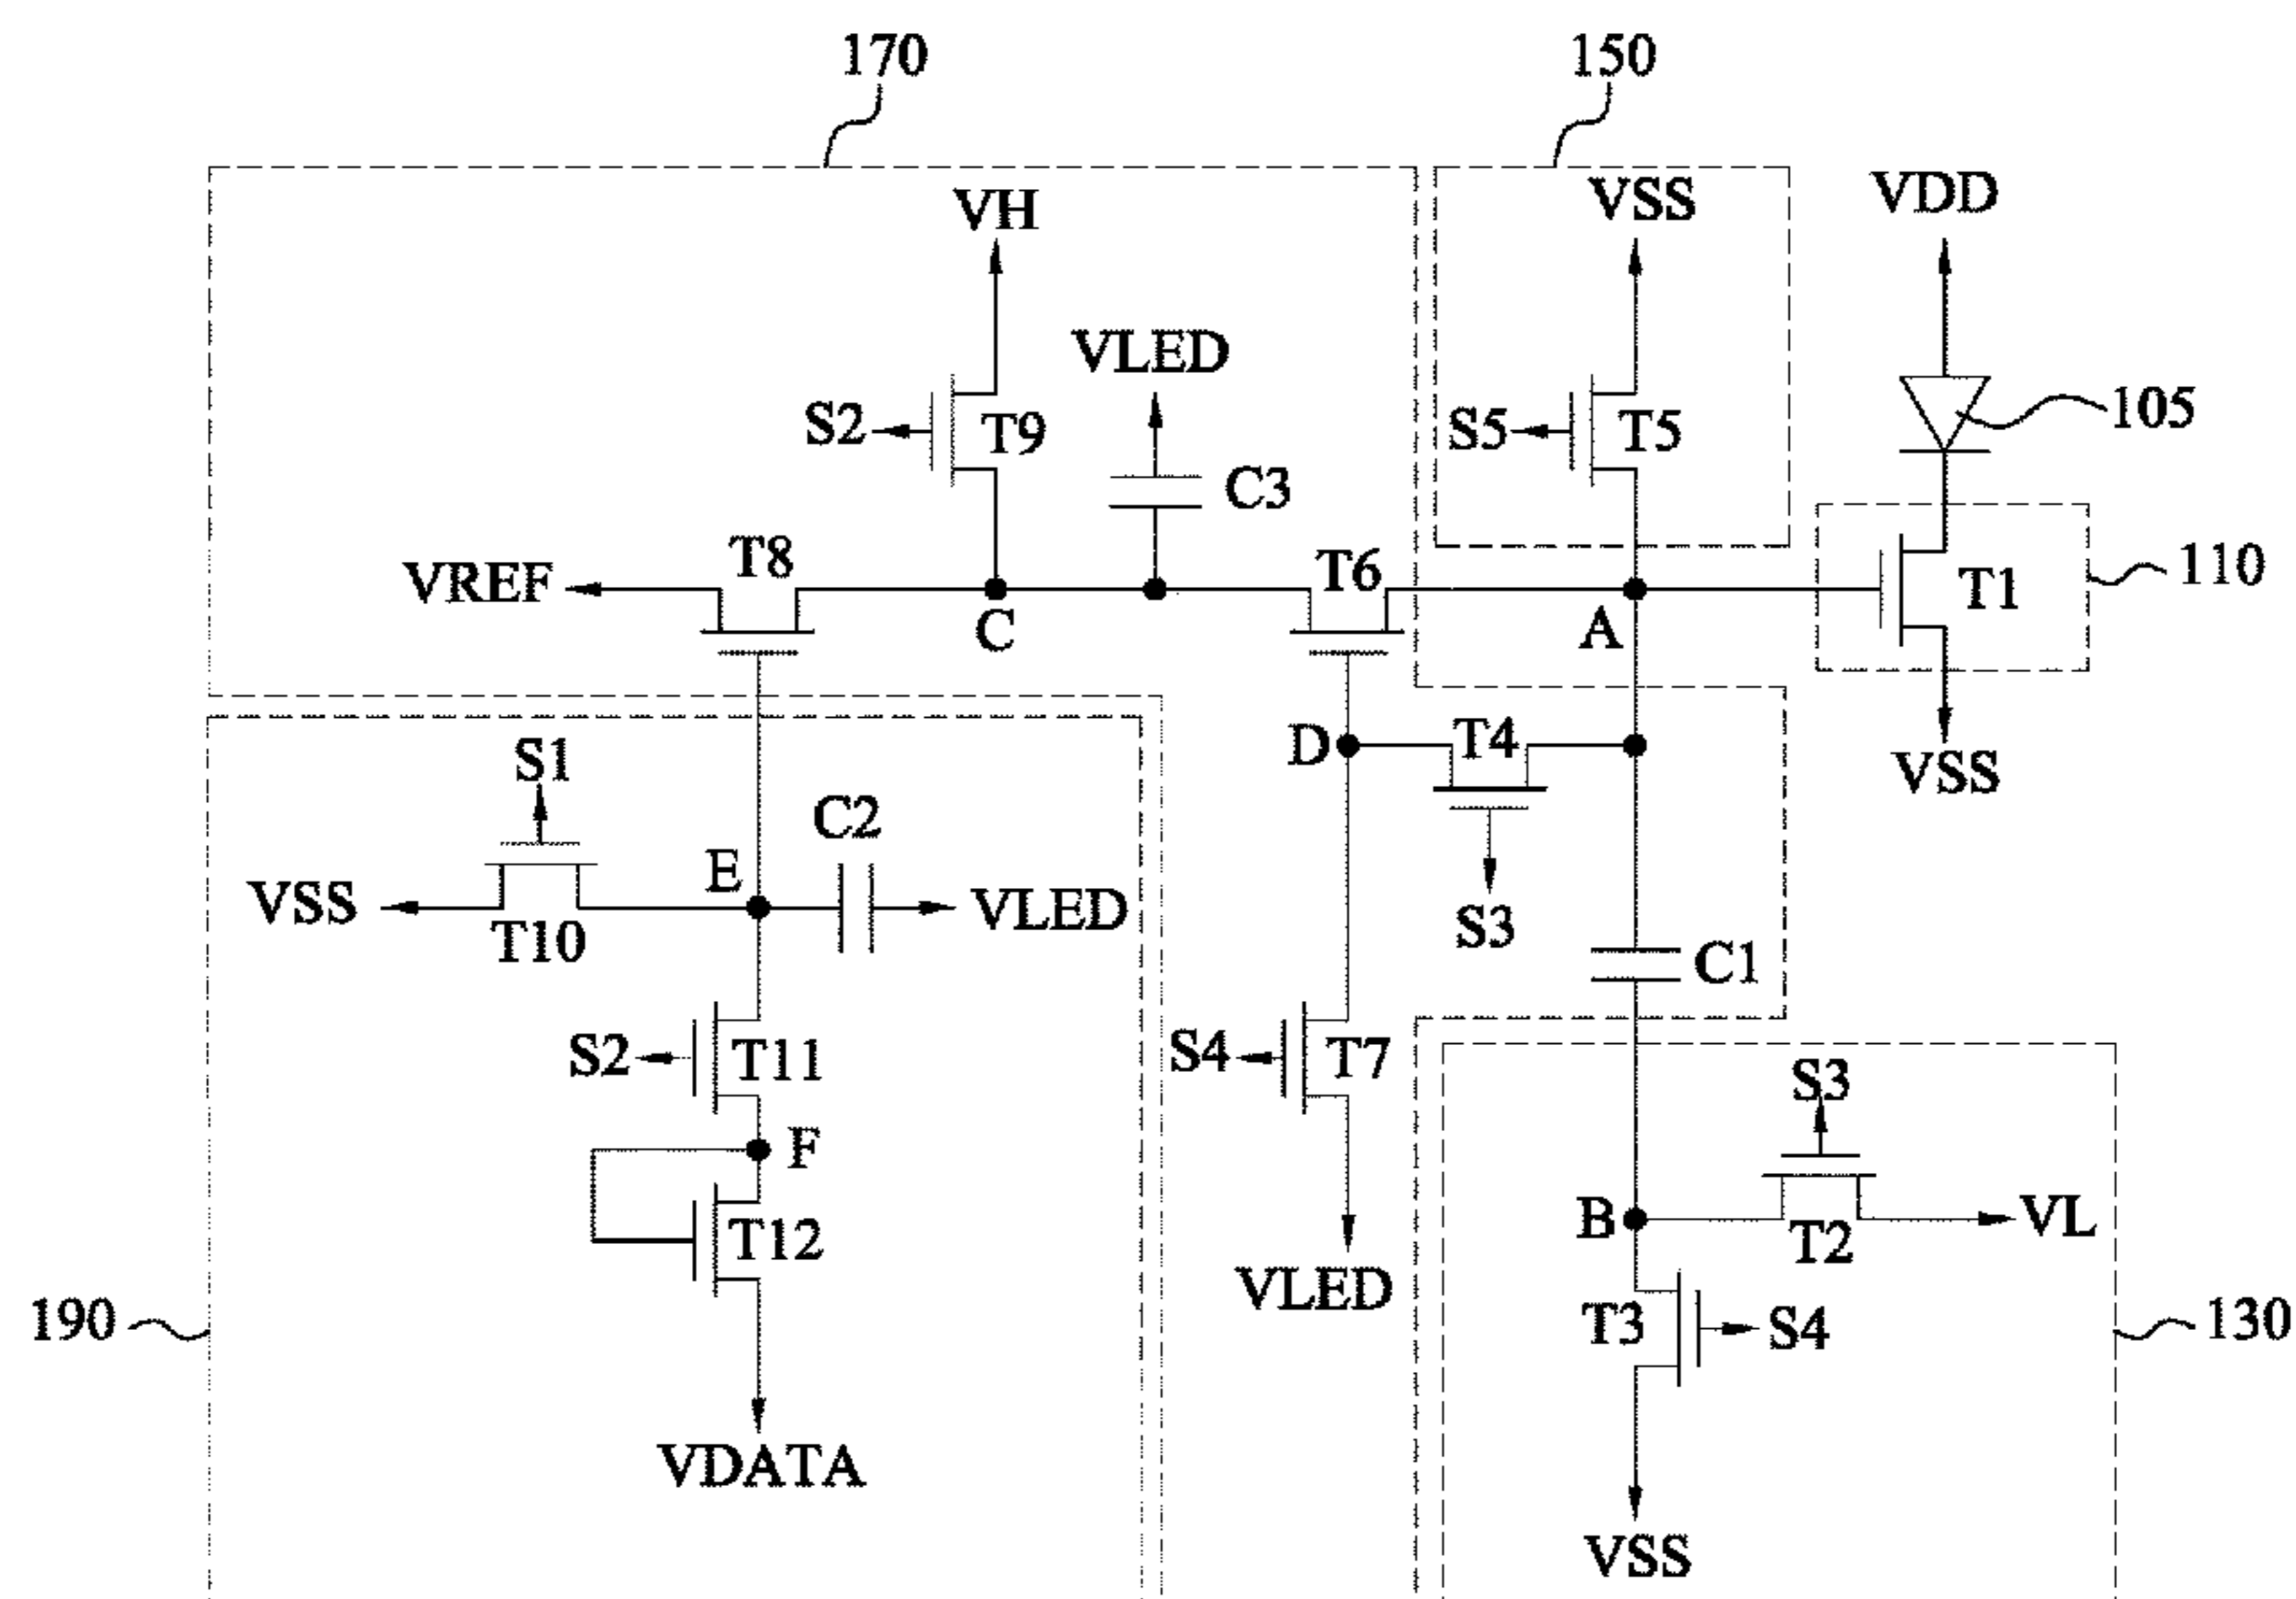 170
150
VH
VSS
VDD
VLED
S2
T9
S5
T5
105
C3
T8
T6
VREF
T1
110
C
A
D
T4
S1
VSS
C2
E
VSS
VLED
T10
S3
C1
S2
T11
S4
T7
S3
F
B
VL
T12
T2
VLED
190
T3
S4
130
VDATA
VSS